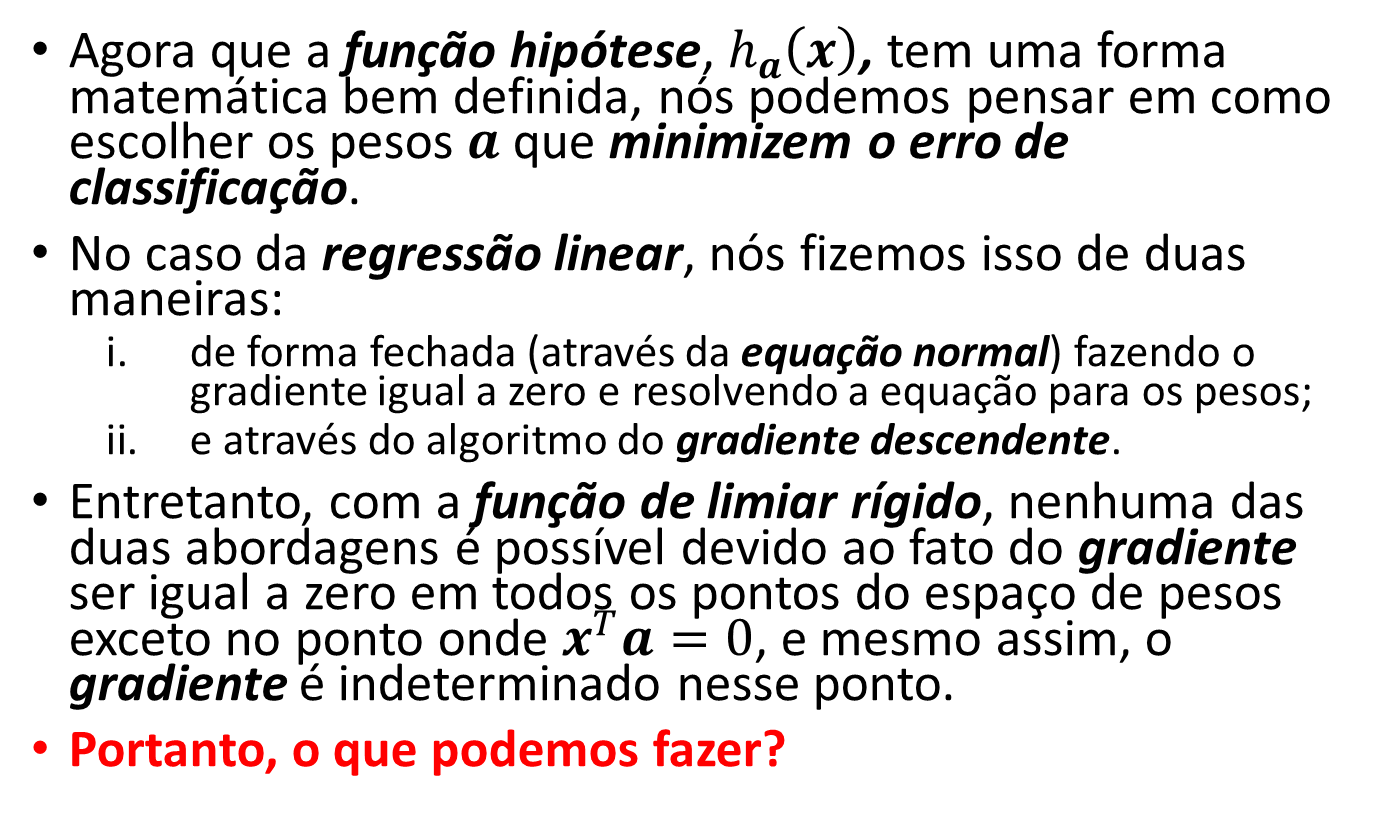 • Agora que a função hipótese, ℎ𝒂(𝒙), tem uma forma
matemática bem definida, nós podemos pensar em como
escolher os pesos 𝒂 que minimizem o erro de
classificação.
• No caso da regressão linear, nós fizemos isso de duas
maneiras:
i. de forma fechada (através da equação normal) fazendo o
gradiente igual a zero e resolvendo a equação para os pesos;
ii. e através do algoritmo do gradiente descendente.
• Entretanto, com a função de limiar rígido, nenhuma das
duas abordagens é possível devido ao fato do gradiente
ser igual a zero em todos os pontos do espaço de pesos
exceto no ponto onde 𝒙ᵀ𝒂 = 0, e mesmo assim, o
gradiente é indeterminado nesse ponto.
• Portanto, o que podemos fazer?